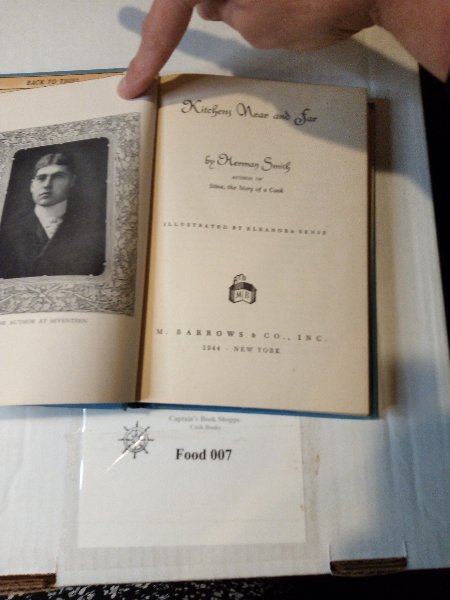 BACK TO
Kitchens Near and Far
by Herman Smith
AUTHOR OF
Stina, the Story of a Cook
ILLUSTRATED BY ELEANORA SENSE
MB
M. BARROWS & CO., INC.
1944 · NEW YORK
THE AUTHOR AT SEVENTEEN.
Captain's Book Shoppe
Cook Books
Food 007